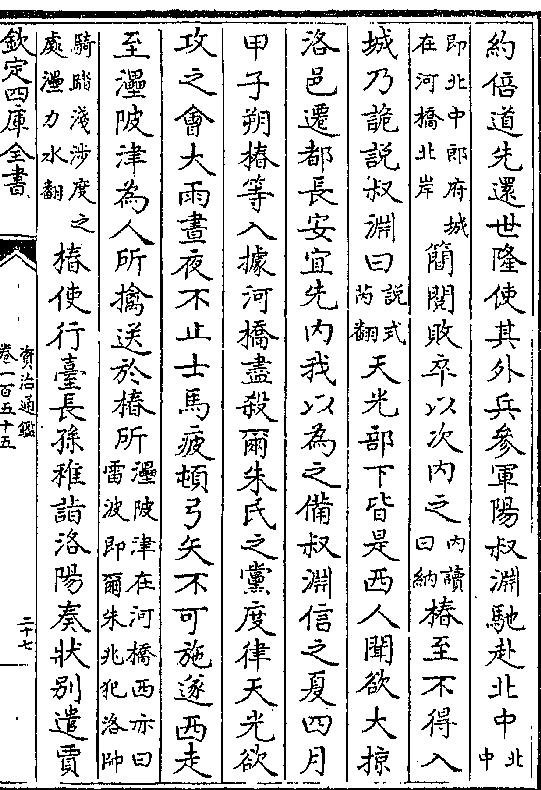 約倍道先還世隆使其外兵參軍陽叔淵馳赴北中北中
即北中郎府城在河橋北岸簡閱敗卒以次内之内讀曰納椿至不得入
城乃詭説叔淵曰説式芮翻天光部下皆是西人聞欲大掠
洛邑遷都長安宜先内我以為之備叔淵信之夏四月
甲子朔椿等入據河橋盡殺爾朱氏之黨度律天光欲
攻之會大雨晝夜不止士馬疲頓弓矢不可施遂西走
至灅陂津為人所擒送於椿所灅陂津在河橋西亦曰雷波即爾朱兆犯洛帥
騎踏淺涉度之處灅力水翻椿使行臺長孫稚詣洛陽奏狀别遣賈
欽定四庫全書
資治通鑑
卷一百五十五
二十七